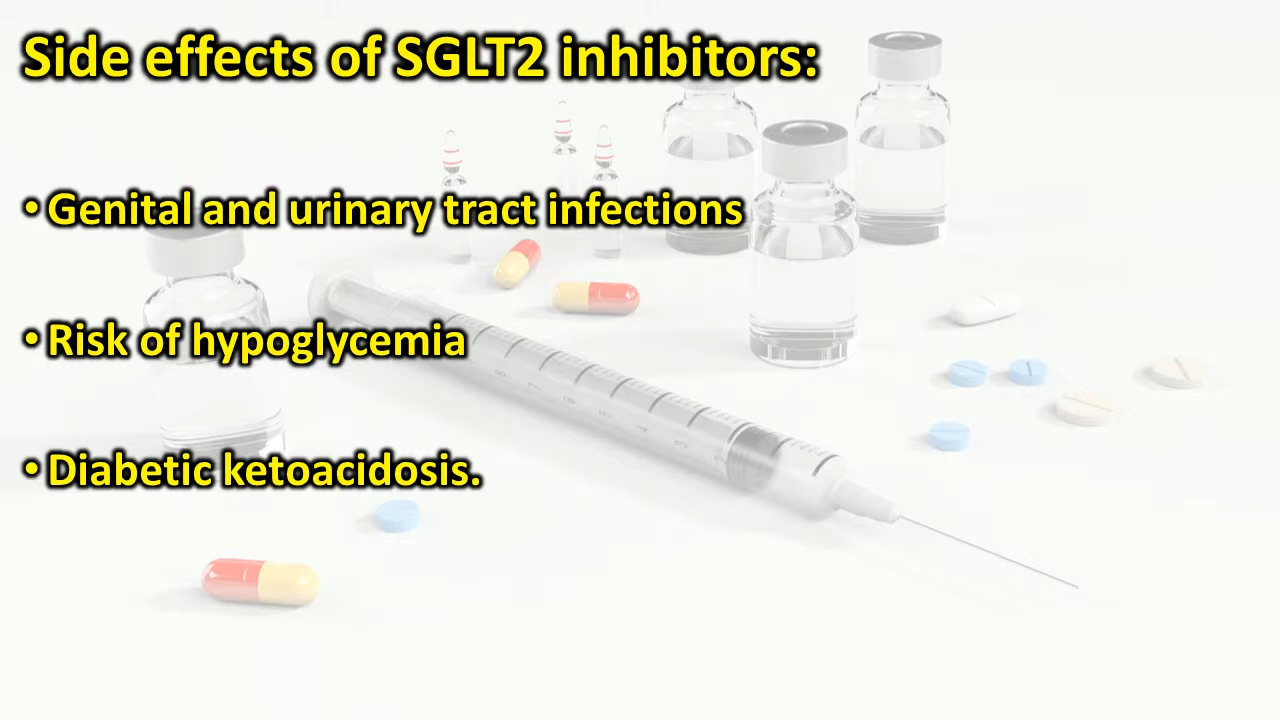 Side effects of SGLT2 inhibitors:
• Genital and urinary tract infections
• Risk of hypoglycemia
• Diabetic ketoacidosis.